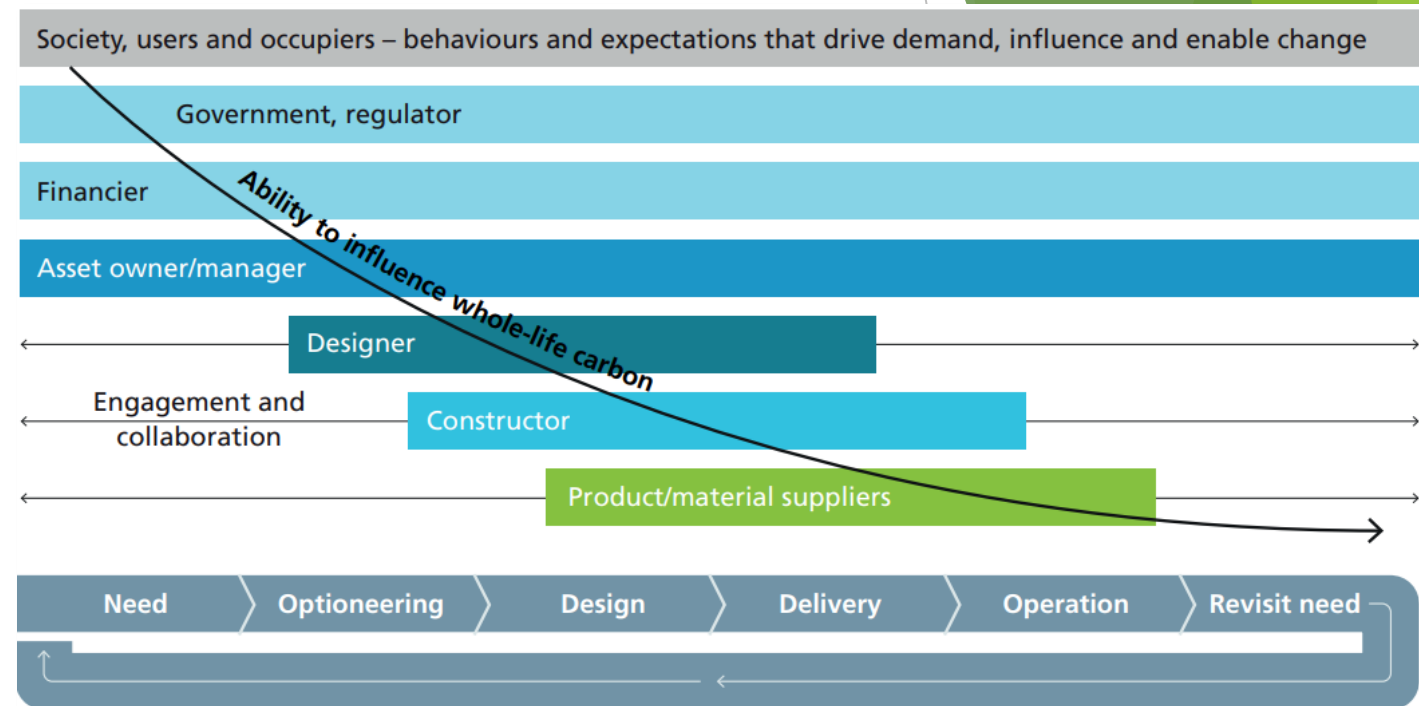 Society, users and occupiers – behaviours and expectations that drive demand, influence and enable change
Government, regulator
Financier
Ability to influence whole-life carbon
Asset owner/manager
Designer
Engagement and
collaboration
Constructor
Product/material suppliers
Need
Optioneering
Design
Delivery
Operation
Revisit need